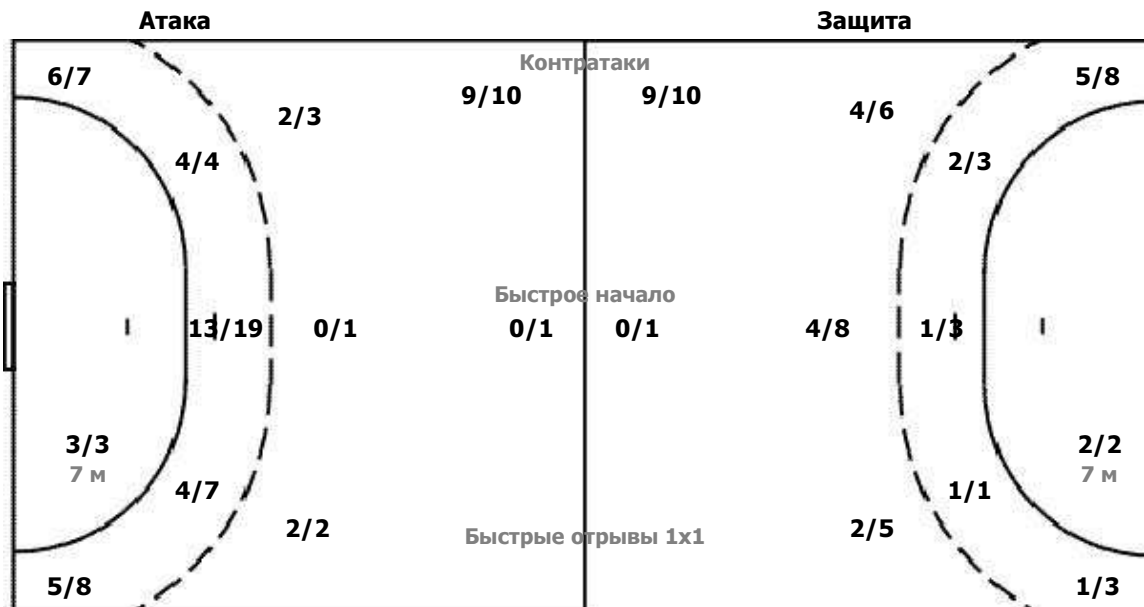 Атака Защита
Контратаки
6/7 9/10 9/10 5/8
2/3 4/6
4/4 2/3
Быстрое начало
13/19 0/1 0/1 0/1 4/8 1/3
3/3 2/2
7 м 7 м
4/7 1/1
2/2 Быстрые отрывы 1x1 2/5
5/8 1/3